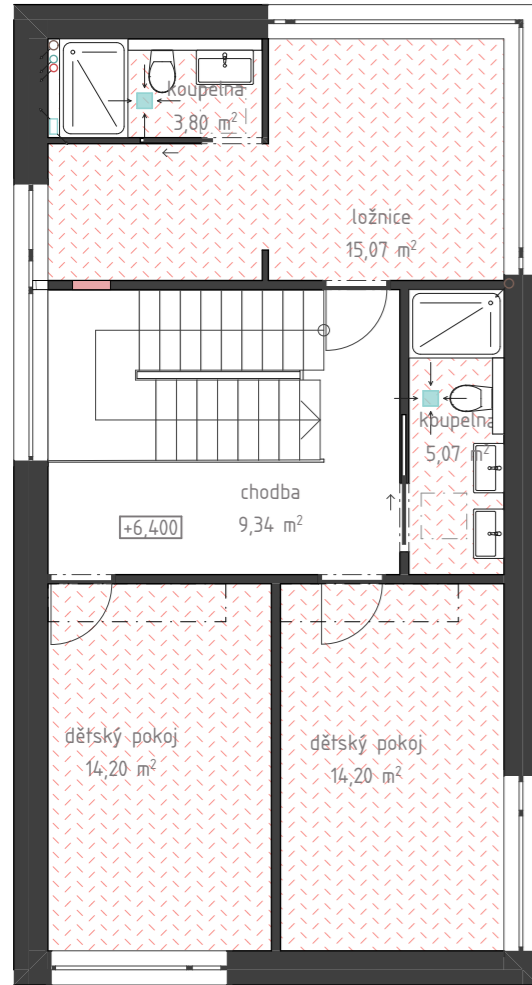 koupelna
3,80 m²
ložnice
15,07 m²
koupelna
5,07 m²
chodba
9,34 m²
+6,400
dětský pokoj
14,20 m²
dětský pokoj
14,20 m²